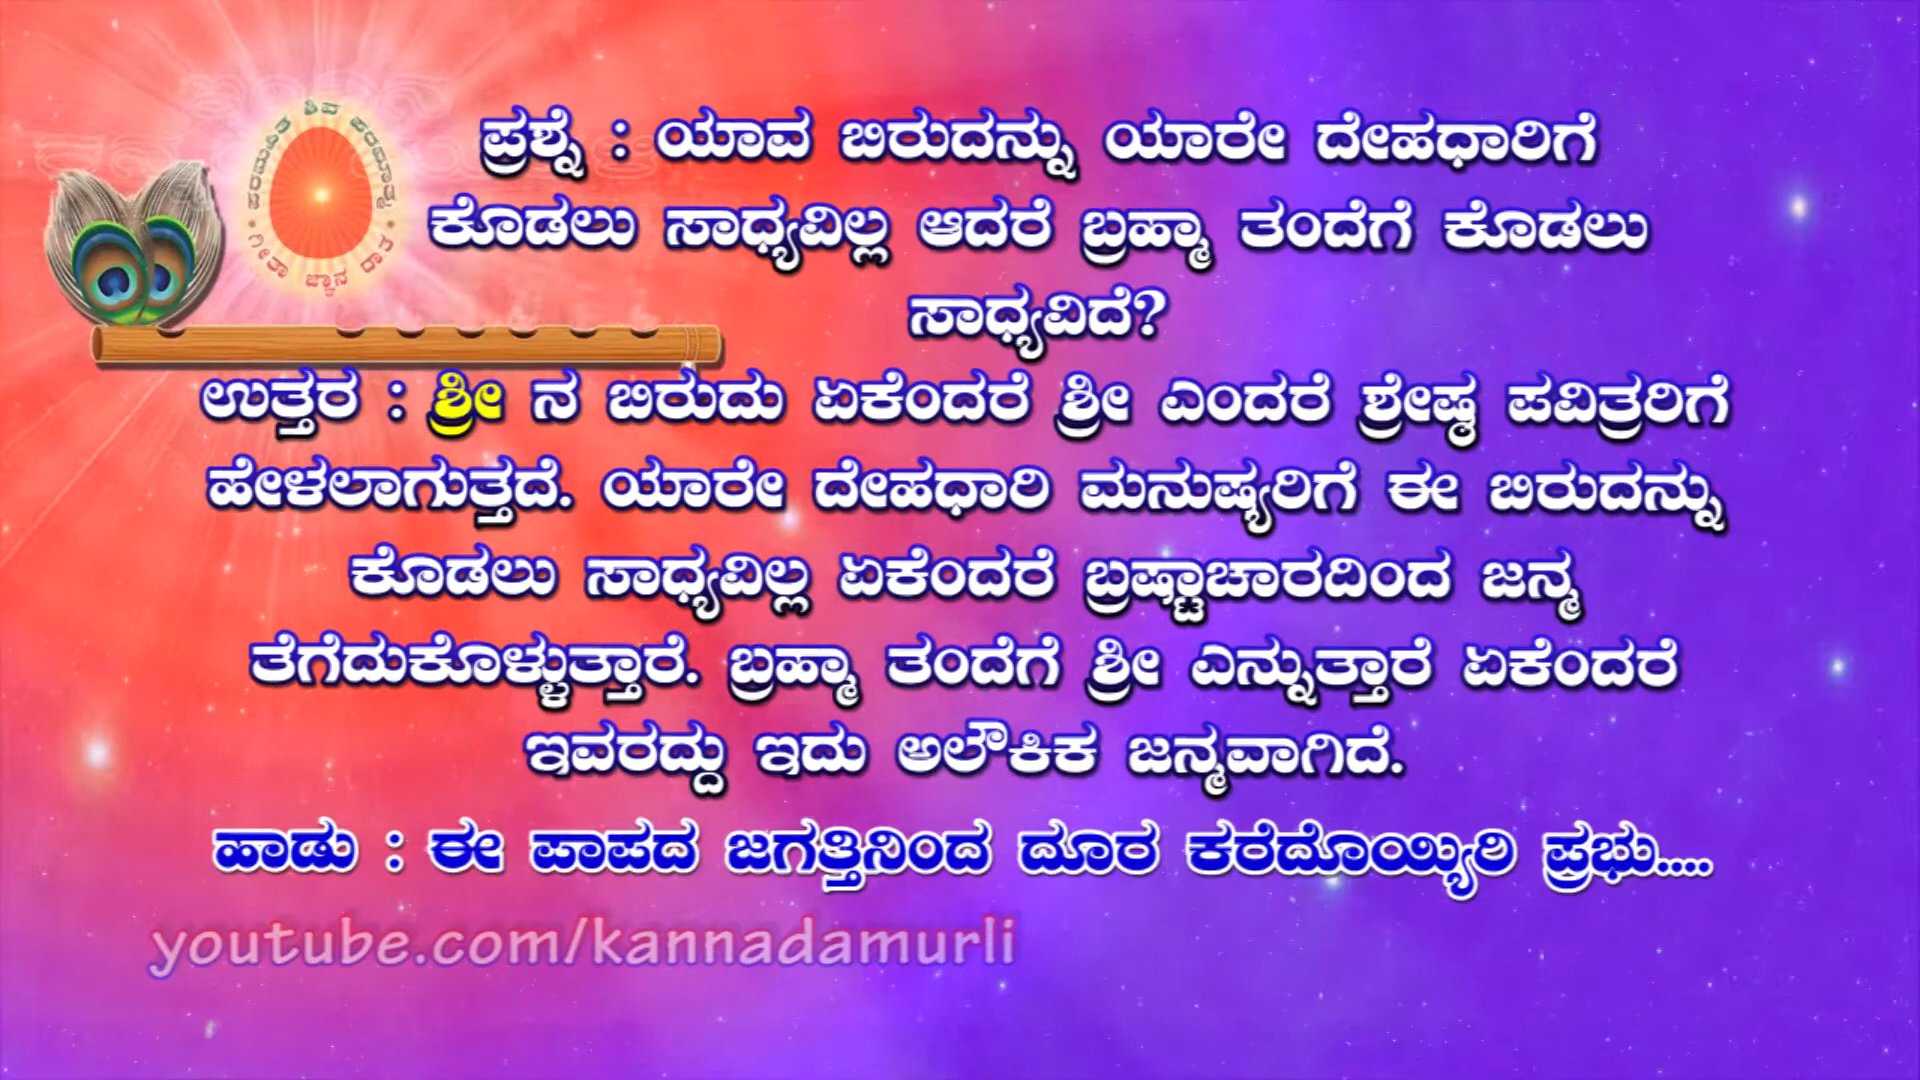 ಪರಮಪಿತ ಶಿವ ಪರಮಾತ್ಮ
ಗೀತಾ ಜ್ಞಾನ ದಾತ
ಪ್ರಶ್ನೆ : ಯಾವ ಬಿರುದನ್ನು ಯಾರೇ ದೇಹಧಾರಿಗೆ
ಕೊಡಲು ಸಾಧ್ಯವಿಲ್ಲ ಆದರೆ ಬ್ರಹ್ಮಾ ತಂದೆಗೆ ಕೊಡಲು
ಸಾಧ್ಯವಿದೆ?
ಉತ್ತರ : ಶ್ರೀ ನ ಬಿರುದು ಏಕೆಂದರೆ ಶ್ರೀ ಎಂದರೆ ಶ್ರೇಷ್ಠ ಪವಿತ್ರರಿಗೆ
ಹೇಳಲಾಗುತ್ತದೆ. ಯಾರೇ ದೇಹಧಾರಿ ಮನುಷ್ಯರಿಗೆ ಈ ಬಿರುದನ್ನು
ಕೊಡಲು ಸಾಧ್ಯವಿಲ್ಲ ಏಕೆಂದರೆ ಬ್ರಷ್ಟಾಚಾರದಿಂದ ಜನ್ಮ
ತೆಗೆದುಕೊಳ್ಳುತ್ತಾರೆ. ಬ್ರಹ್ಮಾ ತಂದೆಗೆ ಶ್ರೀ ಎನ್ನುತ್ತಾರೆ ಏಕೆಂದರೆ
ಇವರದ್ದು ಇದು ಅಲೌಕಿಕ ಜನ್ಮವಾಗಿದೆ.
ಹಾಡು : ಈ ಪಾಪದ ಜಗತ್ತಿನಿಂದ ದೂರ ಕರೆದೊಯ್ಯಿರಿ ಪ್ರಭು....
youtube.com/kannadamurli